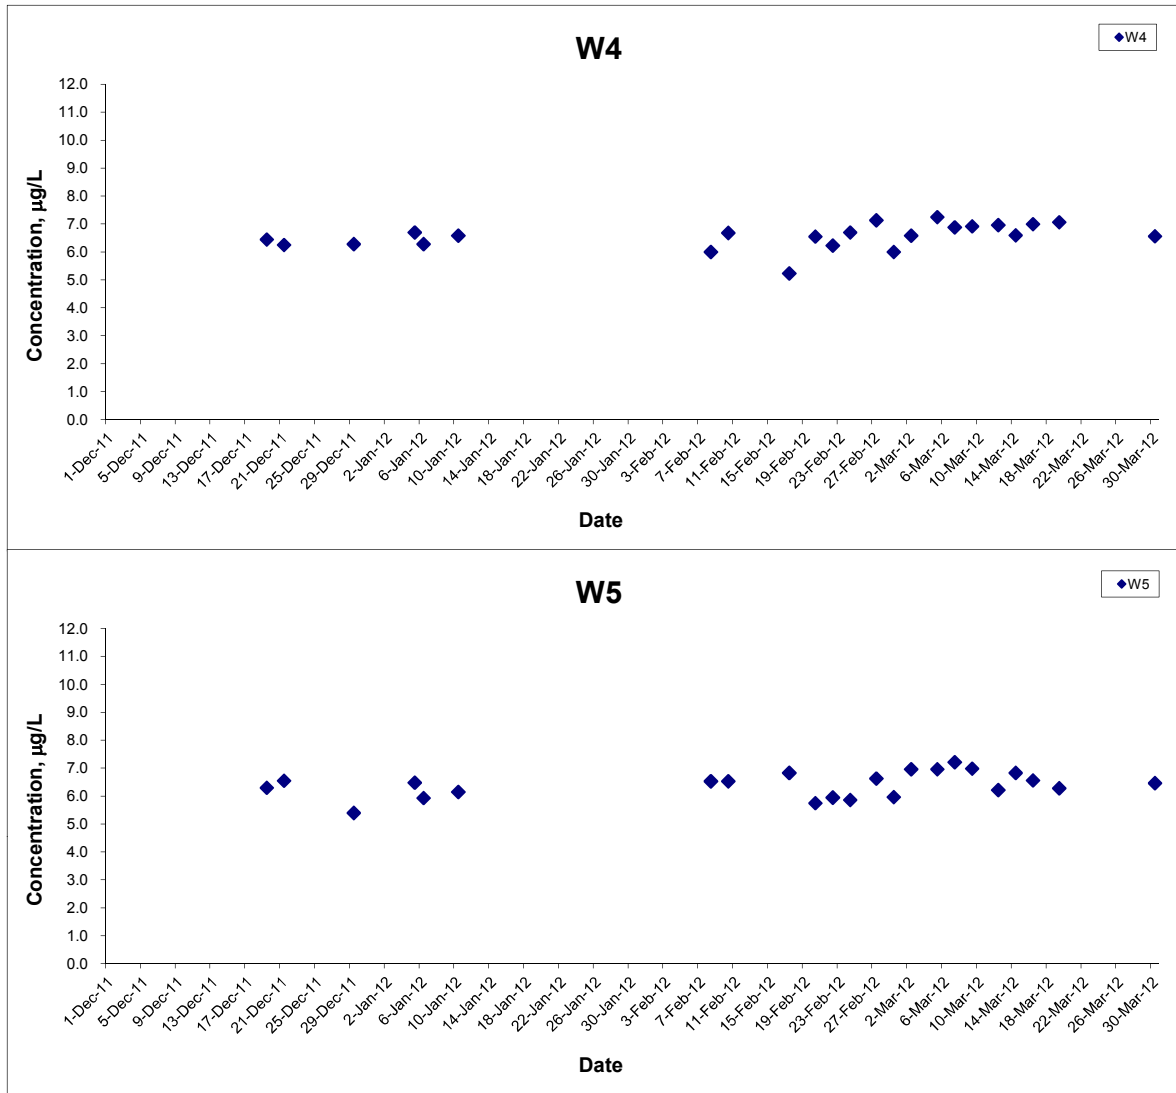 W4
W4
12.0
11.0
10.0
9.0
8.0
7.0
6.0
5.0
4.0
3.0
2.0
1.0
0.0
Concentration, µg/L
1-Dec-11
5-Dec-11
9-Dec-11
13-Dec-11
17-Dec-11
21-Dec-11
25-Dec-11
29-Dec-11
2-Jan-12
6-Jan-12
10-Jan-12
14-Jan-12
18-Jan-12
22-Jan-12
26-Jan-12
30-Jan-12
3-Feb-12
7-Feb-12
11-Feb-12
15-Feb-12
19-Feb-12
23-Feb-12
27-Feb-12
2-Mar-12
6-Mar-12
10-Mar-12
14-Mar-12
18-Mar-12
22-Mar-12
26-Mar-12
30-Mar-12
Date
W5
W5
12.0
11.0
10.0
9.0
8.0
7.0
6.0
5.0
4.0
3.0
2.0
1.0
0.0
Concentration, µg/L
1-Dec-11
5-Dec-11
9-Dec-11
13-Dec-11
17-Dec-11
21-Dec-11
25-Dec-11
29-Dec-11
2-Jan-12
6-Jan-12
10-Jan-12
14-Jan-12
18-Jan-12
22-Jan-12
26-Jan-12
30-Jan-12
3-Feb-12
7-Feb-12
11-Feb-12
15-Feb-12
19-Feb-12
23-Feb-12
27-Feb-12
2-Mar-12
6-Mar-12
10-Mar-12
14-Mar-12
18-Mar-12
22-Mar-12
26-Mar-12
30-Mar-12
Date